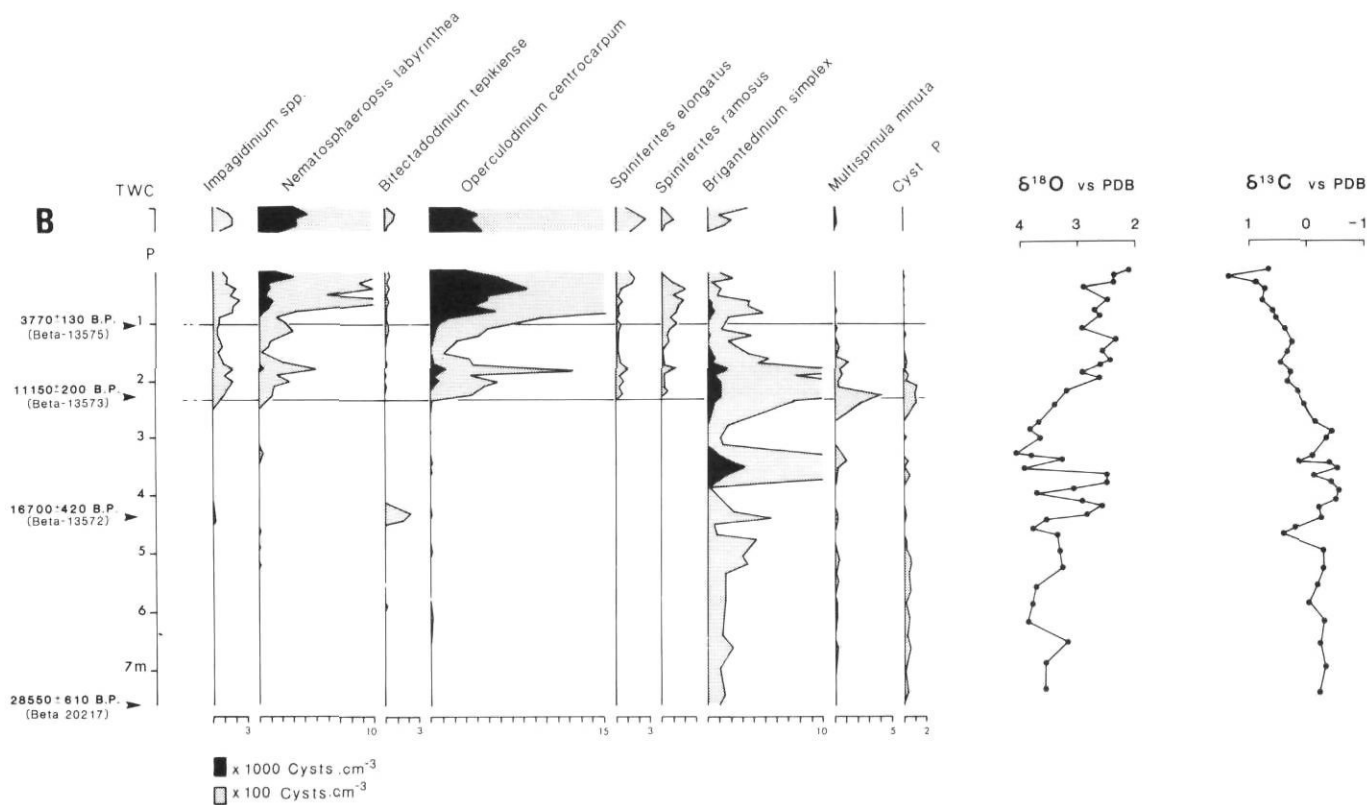 Impagidinium spp.
Nematosphaeropsis labyrinthea
Bitectadodinium tepikiense
Operculodinium centrocarpum
Spiniferites elongatus
Spiniferites ramosus
Brigantedinium simplex
Multispinula minuta
Cyst P
TWC
B
P
δ18O vs PDB
δ13C vs PDB
4 3 2
1 0 -1
3770±130 B.P.
(Beta-13575)
1
2
11150±200 B.P.
(Beta-13573)
3
4
16700±420 B.P.
(Beta-13572)
5
6
7m
28550±610 B.P.
(Beta 20217)
3 10 3 15 3 10 5 2
x 1000 Cysts.cm-3
x 100 Cysts.cm-3